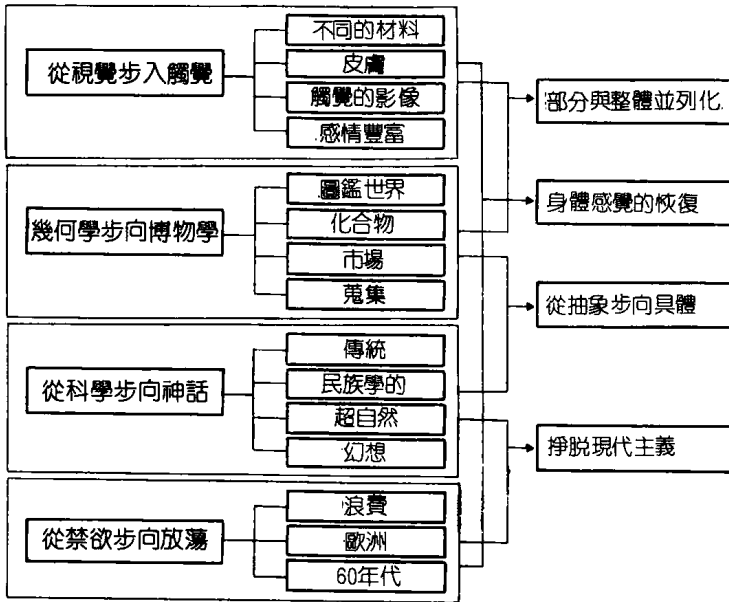 從視覺步入觸覺
不同的材料
皮膚
觸覺的影像
感情豐富
幾何學步向博物學
圖鑑世界
化合物
市場
蒐集
從科學步向神話
傳統
民族學的
超自然
幻想
從禁欲步向放蕩
浪費
歐洲
60年代
部分與整體並列化
身體感覺的恢復
從抽象步向具體
掙脫現代主義